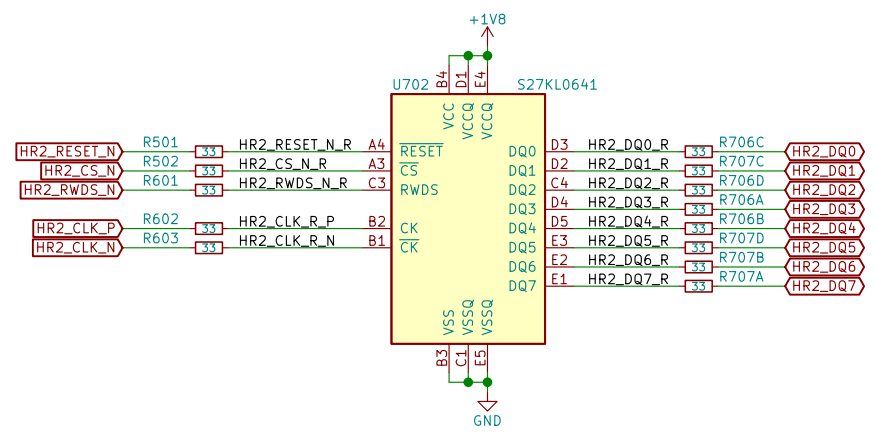 +1V8
U702 S27KL0641
B4 D1 E4
VCC VCCQ VCCQ
HR2_RESET_N R501 33 HR2_RESET_N_R A4 RESET
HR2_CS_N R502 33 HR2_CS_N_R A3 CS
HR2_RWDS_N R601 33 HR2_RWDS_N_R C3 RWDS
HR2_CLK_P R602 33 HR2_CLK_R_P B2 CK
HR2_CLK_N R603 33 HR2_CLK_R_N B1 CK
DQ0 D3 HR2_DQ0_R 33 R706C HR2_DQ0
DQ1 D2 HR2_DQ1_R 33 R707C HR2_DQ1
DQ2 C4 HR2_DQ2_R 33 R706D HR2_DQ2
DQ3 D4 HR2_DQ3_R 33 R706A HR2_DQ3
DQ4 D5 HR2_DQ4_R 33 R706B HR2_DQ4
DQ5 E3 HR2_DQ5_R 33 R707D HR2_DQ5
DQ6 E2 HR2_DQ6_R 33 R707B HR2_DQ6
DQ7 E1 HR2_DQ7_R 33 R707A HR2_DQ7
VSS VSSQ VSSQ
B3 C1 E5
GND